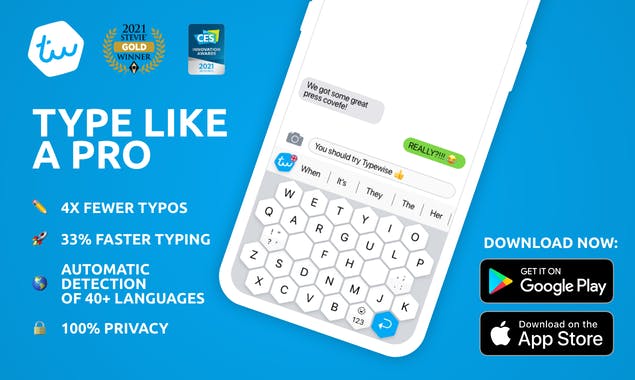 tw
2021
STEVIE®
GOLD
WINNER
CES
INNOVATION
AWARDS
2021
TYPE LIKE
A PRO
4X FEWER TYPOS
33% FASTER TYPING
AUTOMATIC
DETECTION
OF 40+ LANGUAGES
100% PRIVACY
We got some great
press covefe!
REALLY?!!! 😂
You should try Typewise 👍
tw
When It's They The Her
W E T Y I O
Q A R G U L P
! ' ? , F H . : ; ,
Z S D N M J K
X C V B 123
DOWNLOAD NOW:
GET IT ON
Google Play
Download on the
App Store